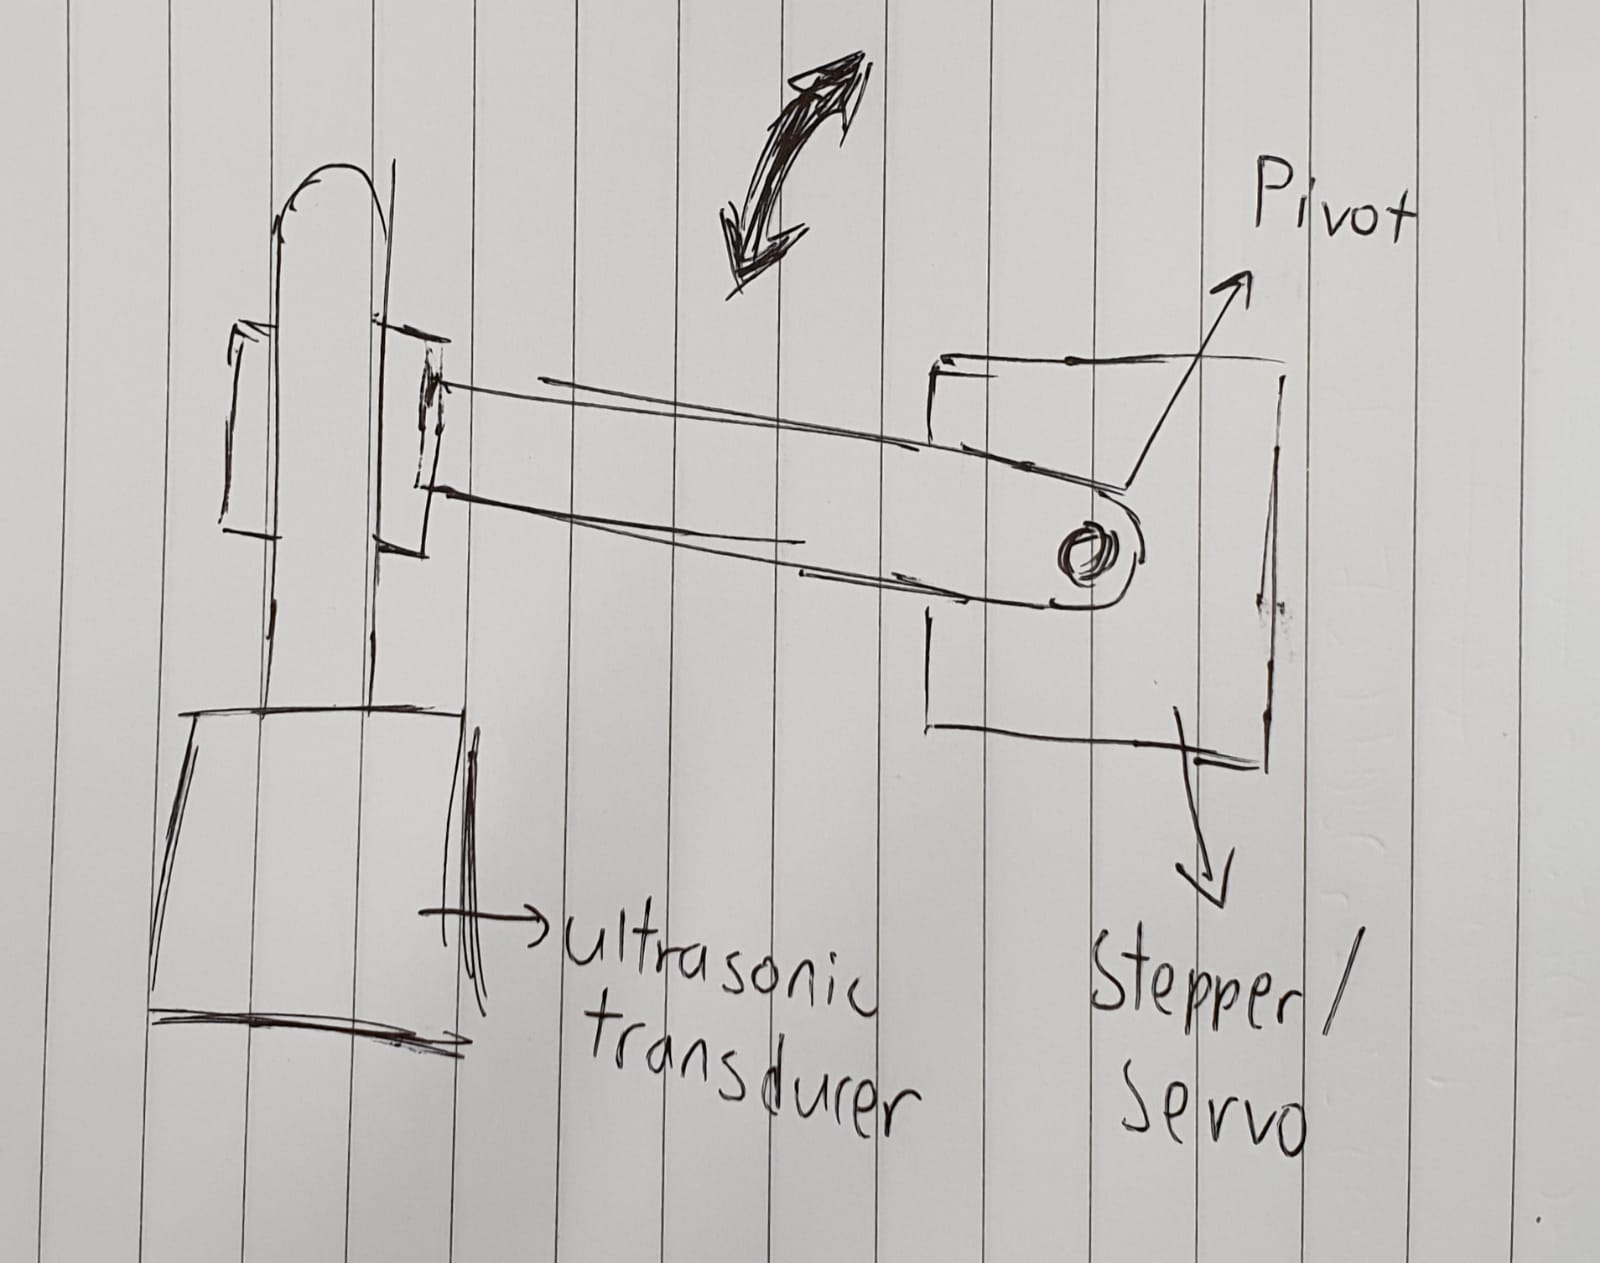 Pivot
ultrasonic
transducer
Stepper/
Servo